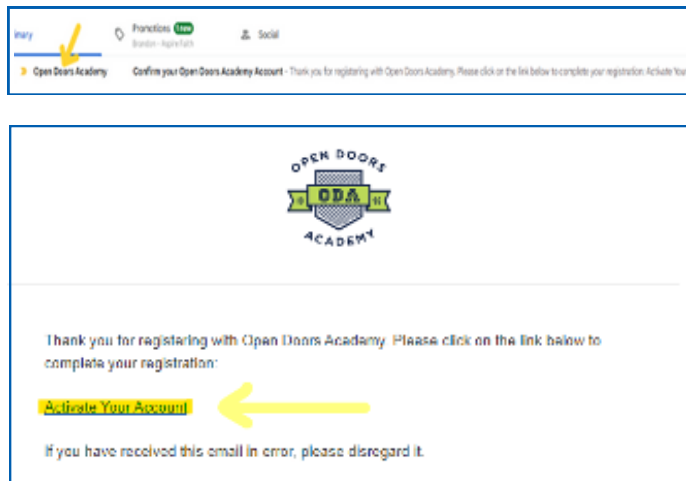 Promotions 1 new
Social
Brandon - Aspire Faith
Open Doors Academy Confirm your Open Doors Academy Account - Thank you for registering with Open Doors Academy. Please click on the link below to complete your registration: Activate You
OPEN DOORS
ODA
ACADEMY
Thank you for registering with Open Doors Academy. Please click on the link below to
complete your registration:
Activate Your Account
If you have received this email in error, please disregard it.